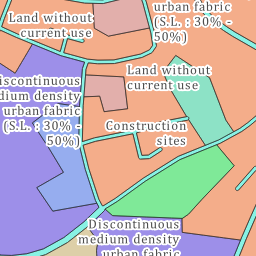 urban fabric
(S.L. : 30% -
50%)
Land without
current use
Land without
current use
Discontinuous
medium density
urban fabric
(S.L. : 30% -
50%)
Construction
sites
Discontinuous
medium density
urban fabric